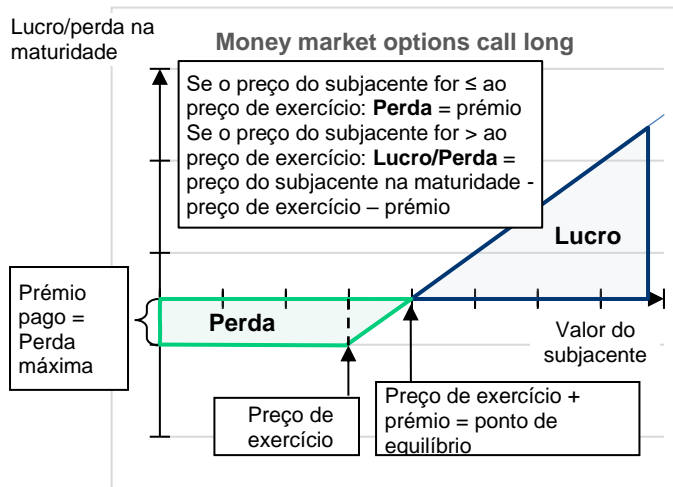 Lucro/perda na
maturidade
Money market options call long
Se o preço do subjacente for ≤ ao
preço de exercício: Perda = prémio
Se o preço do subjacente for > ao
preço de exercício: Lucro/Perda =
preço do subjacente na maturidade -
preço de exercício – prémio
Lucro
Prémio
pago =
Perda
máxima
Perda
Valor do
subjacente
Preço de
exercício
Preço de exercício +
prémio = ponto de
equilíbrio